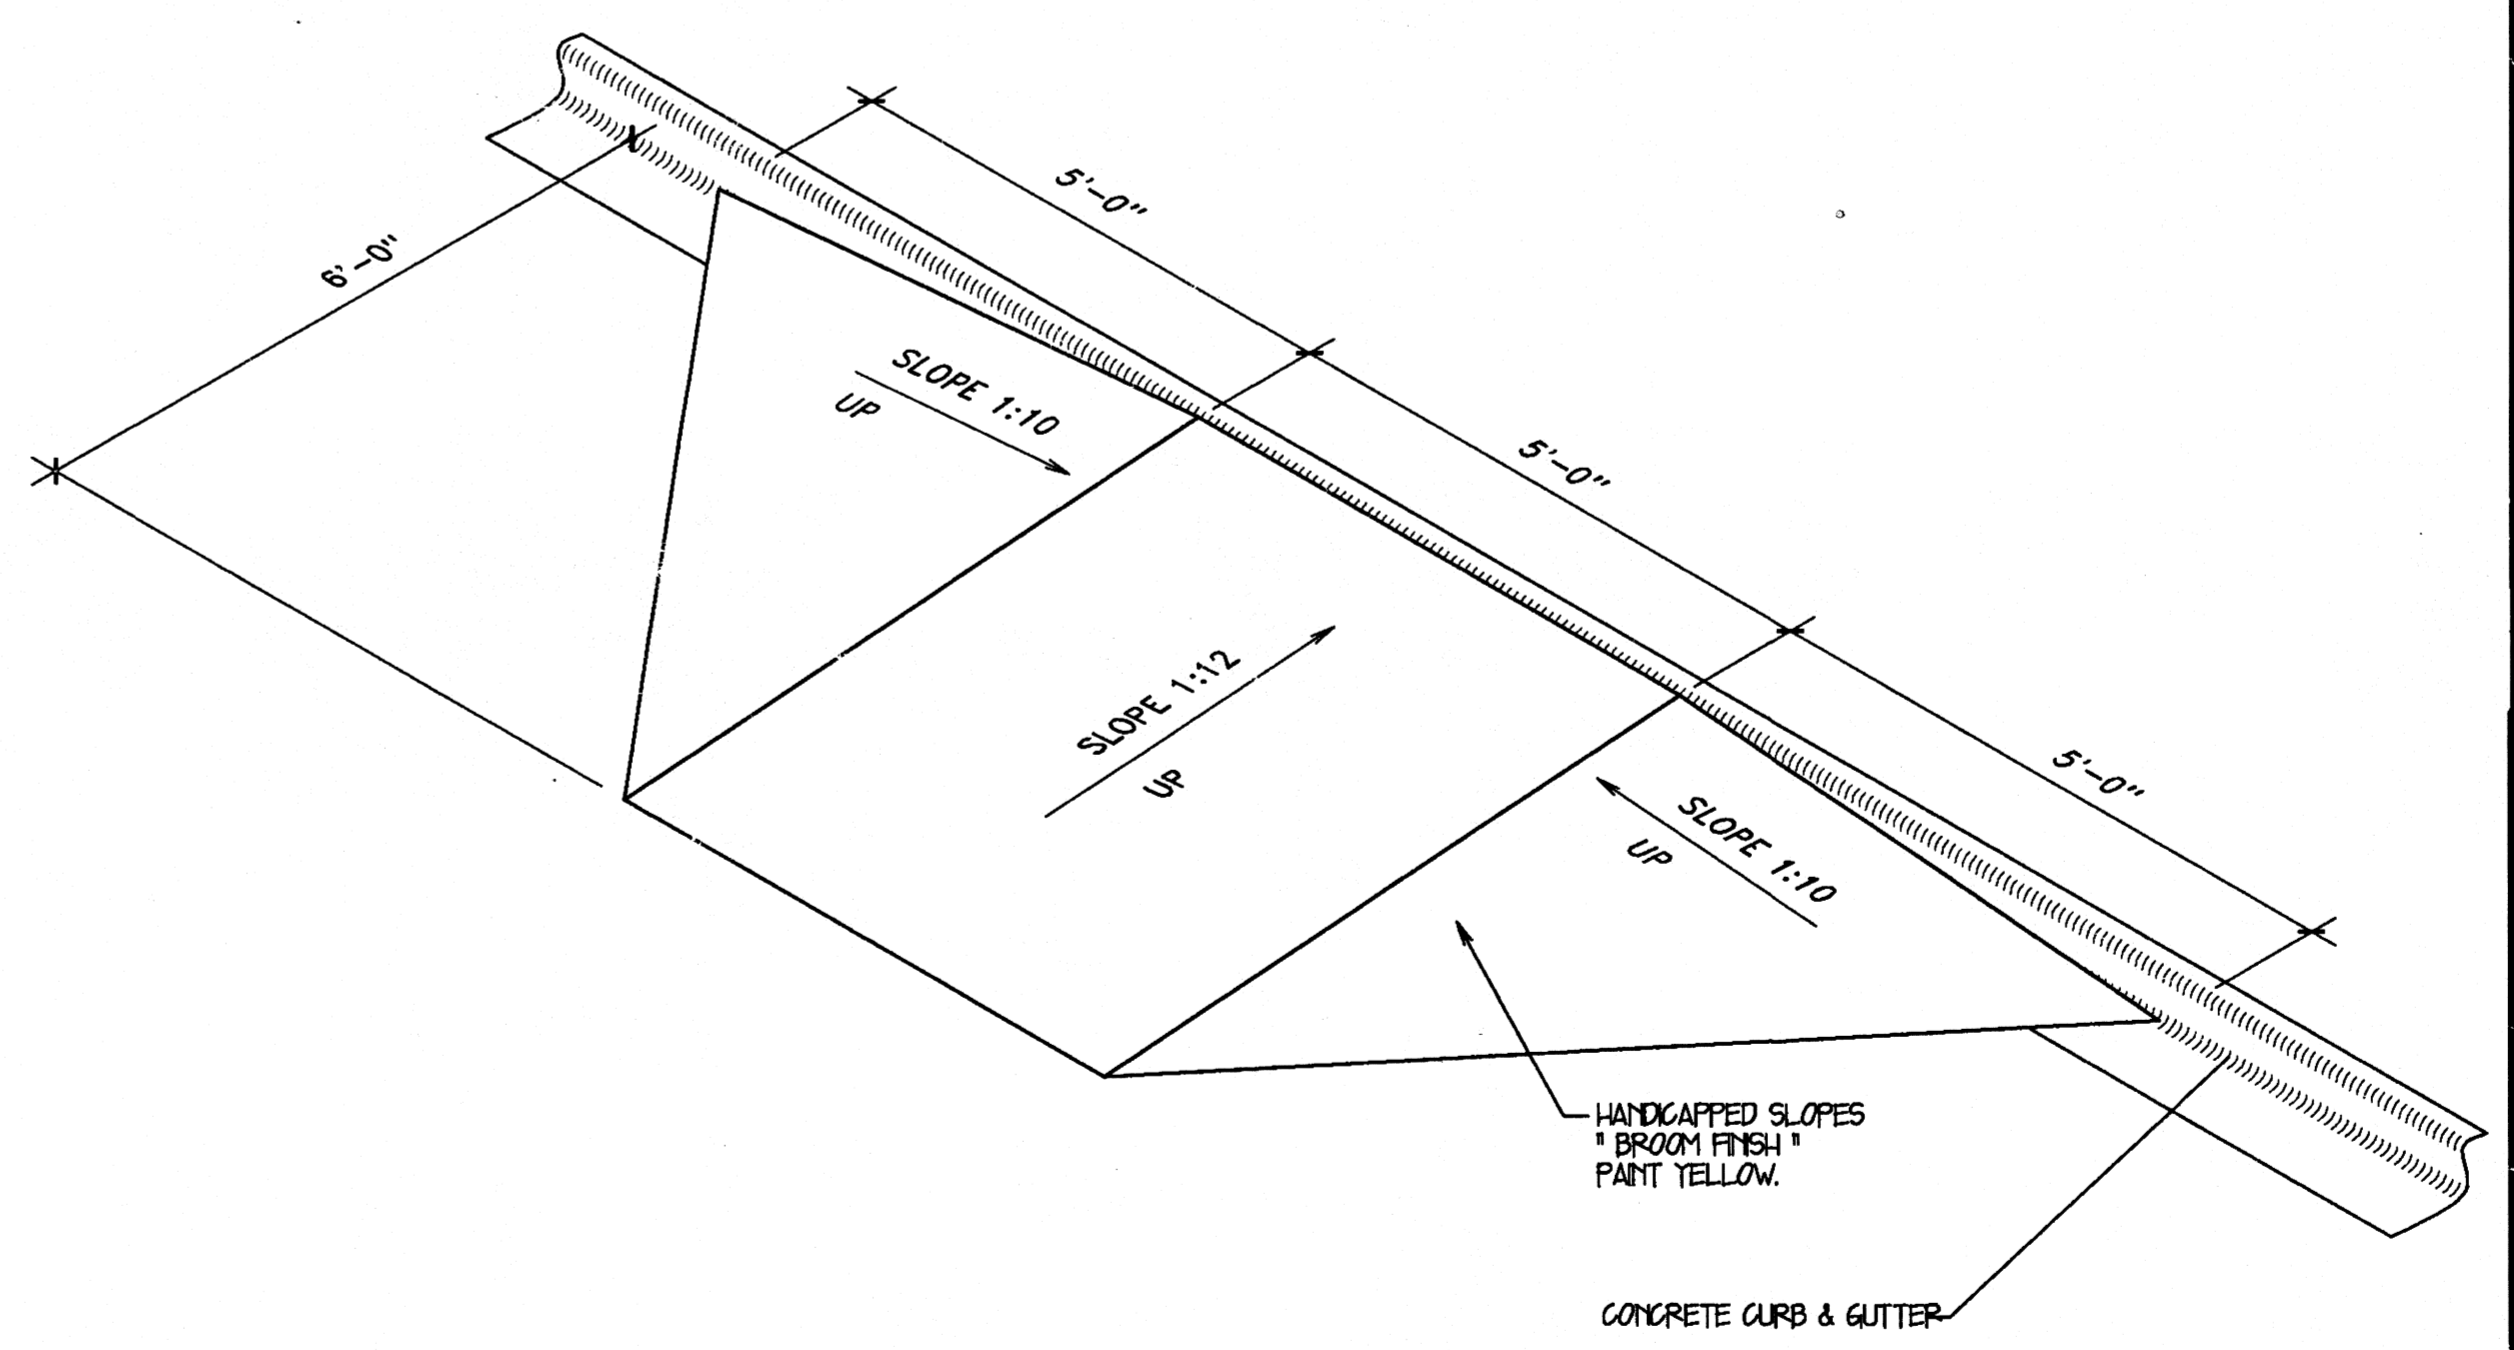 5'-0"
6'-0"
SLOPE 1:10
UP
5'-0"
SLOPE 1:12
UP
5'-0"
SLOPE 1:10
UP
HANDICAPPED SLOPES
" BROOM FINISH "
PAINT YELLOW.
CONCRETE CURB & GUTTER